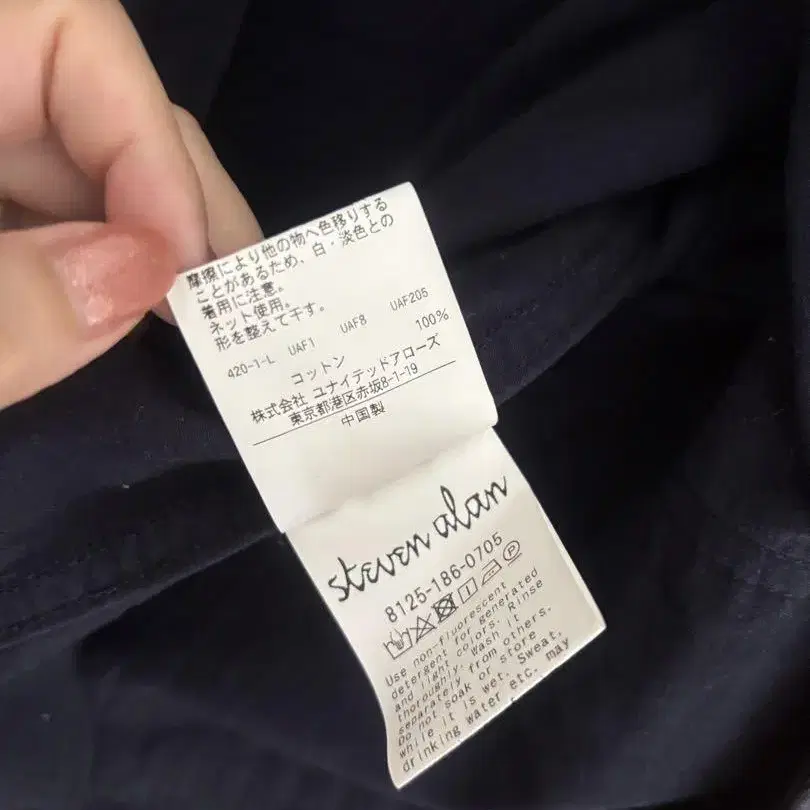 摩擦により他の物へ色移りする
ことがあるため、白・淡色との
着用に注意。
ネット使用。
形を整えて干す。
420-1-L UAF1 UAF8 UAF205
コットン 100%
株式会社 ユナイテッドアローズ
東京都港区赤坂8-1-19
中国製
steven alan
8125-186-0705
Use non-fluorescent
detergent for generated
and light colors. Rinse
thoroughly. Wash it
separately from others.
Do not soak or store
while it is wet. Sweat,
drinking water etc. may